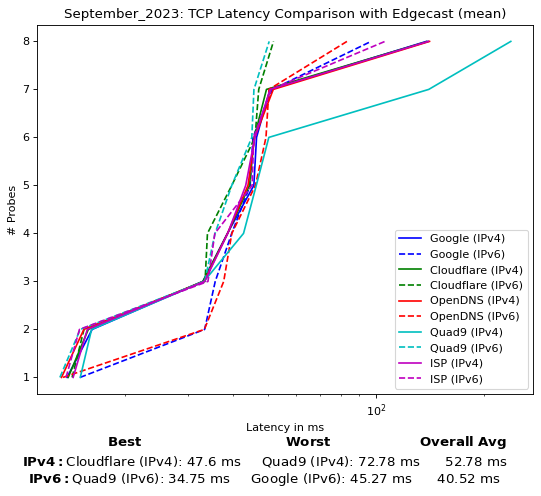 September_2023: TCP Latency Comparison with Edgecast (mean)
8
7
6
5
4
3
2
1
# Probes
Google (IPv4)
Google (IPv6)
Cloudflare (IPv4)
Cloudflare (IPv6)
OpenDNS (IPv4)
OpenDNS (IPv6)
Quad9 (IPv4)
Quad9 (IPv6)
ISP (IPv4)
ISP (IPv6)
10²
Latency in ms
Best Worst Overall Avg
IPv4: Cloudflare (IPv4): 47.6 ms Quad9 (IPv4): 72.78 ms 52.78 ms
IPv6: Quad9 (IPv6): 34.75 ms Google (IPv6): 45.27 ms 40.52 ms